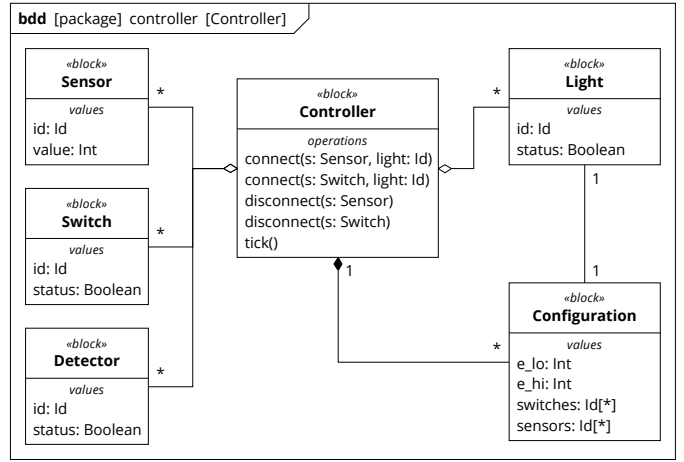 bdd [package] controller [Controller]
«block»
Sensor
values
id: Id
value: Int
*
«block»
Switch
values
id: Id
status: Boolean
*
«block»
Detector
values
id: Id
status: Boolean
*
«block»
Controller
operations
connect(s: Sensor, light: Id)
connect(s: Switch, light: Id)
disconnect(s: Sensor)
disconnect(s: Switch)
tick()
1
*
«block»
Light
values
id: Id
status: Boolean
1
1
*
«block»
Configuration
values
e_lo: Int
e_hi: Int
switches: Id[*]
sensors: Id[*]